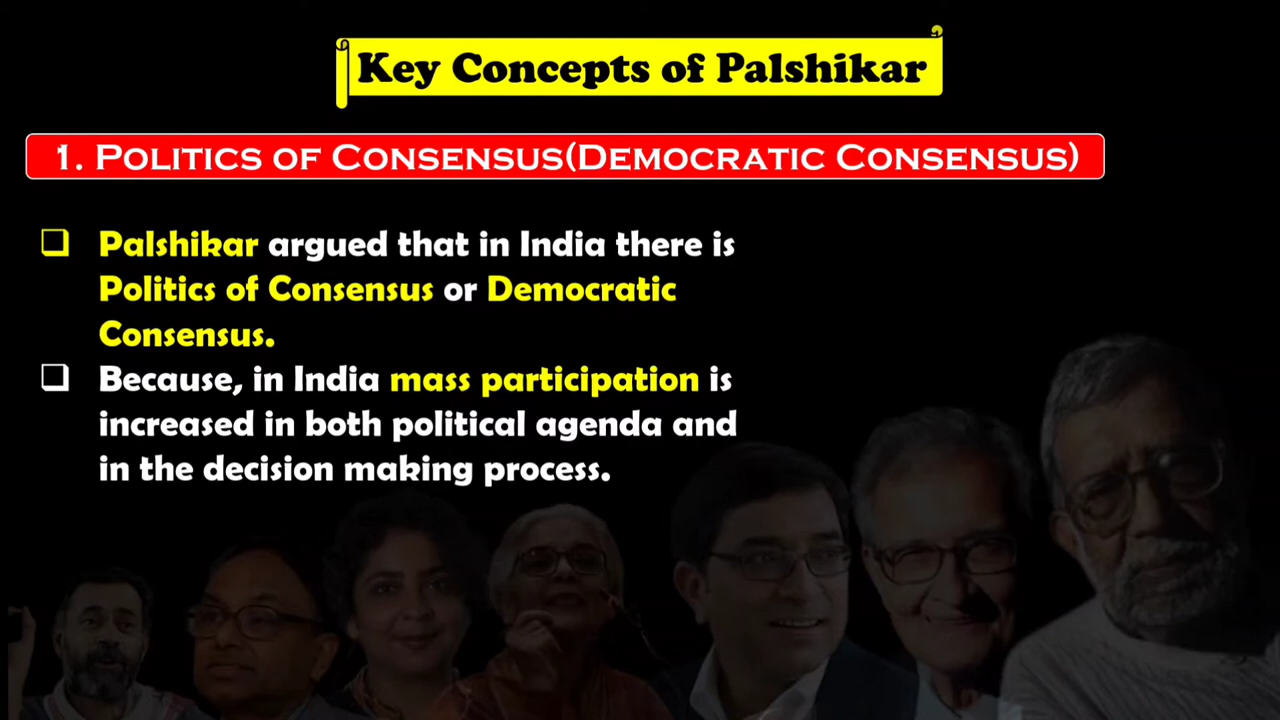 Key Concepts of Palshikar
1. Politics of Consensus(Democratic Consensus)
❑ Palshikar argued that in India there is
Politics of Consensus or Democratic
Consensus.
❑ Because, in India mass participation is
increased in both political agenda and
in the decision making process.